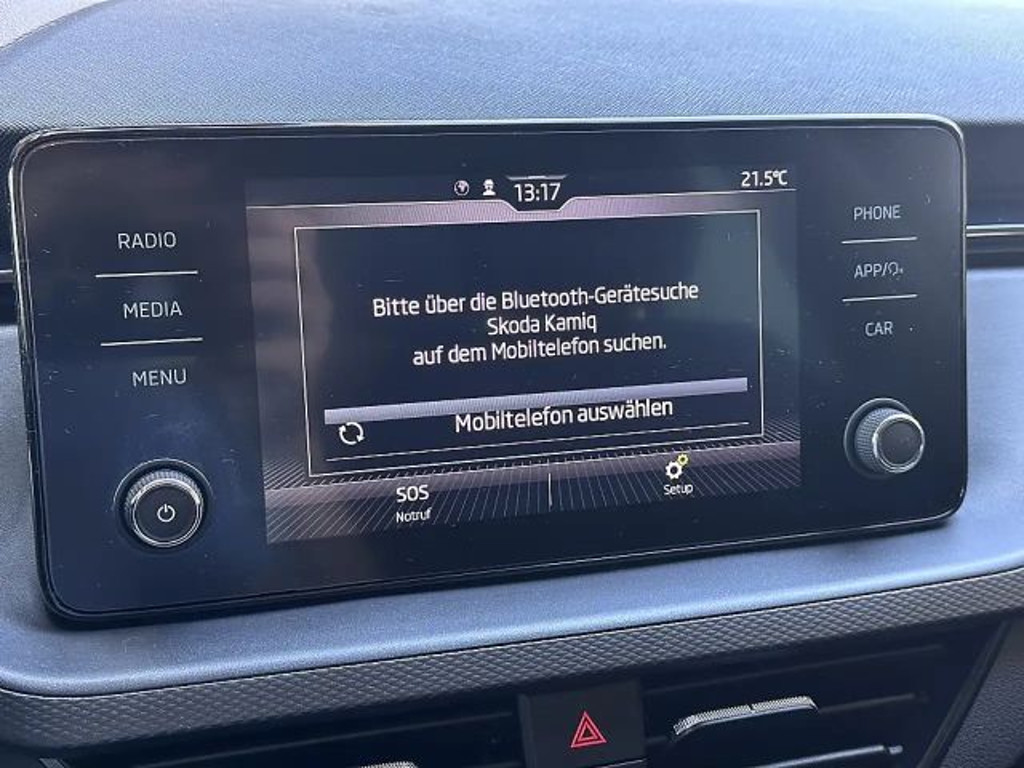 13:17
21.5°C
RADIO
MEDIA
MENU
Bitte über die Bluetooth-Gerätesuche
Skoda Kamiq
auf dem Mobiltelefon suchen.
Mobiltelefon auswählen
SOS
Notruf
Setup
PHONE
APP/
CAR